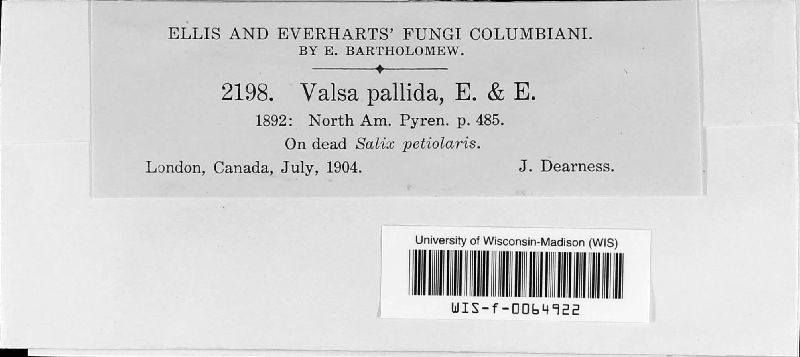 ELLIS AND EVERHARTS' FUNGI COLUMBIANI.
BY E. BARTHOLOMEW.
2198. Valsa pallida, E. & E.
1892: North Am. Pyren. p. 485.
On dead Salix petiolaris.
London, Canada, July, 1904. J. Dearness.
University of Wisconsin-Madison (WIS)
WIS-f-0064922